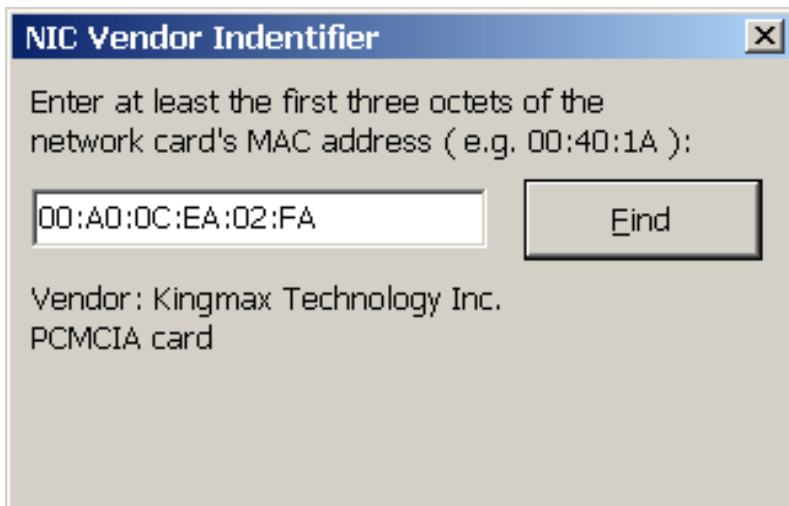 NIC Vendor Indentifier
Enter at least the first three octets of the
network card's MAC address ( e.g. 00:40:1A ):
00:A0:0C:EA:02:FA
Find
Vendor: Kingmax Technology Inc.
PCMCIA card